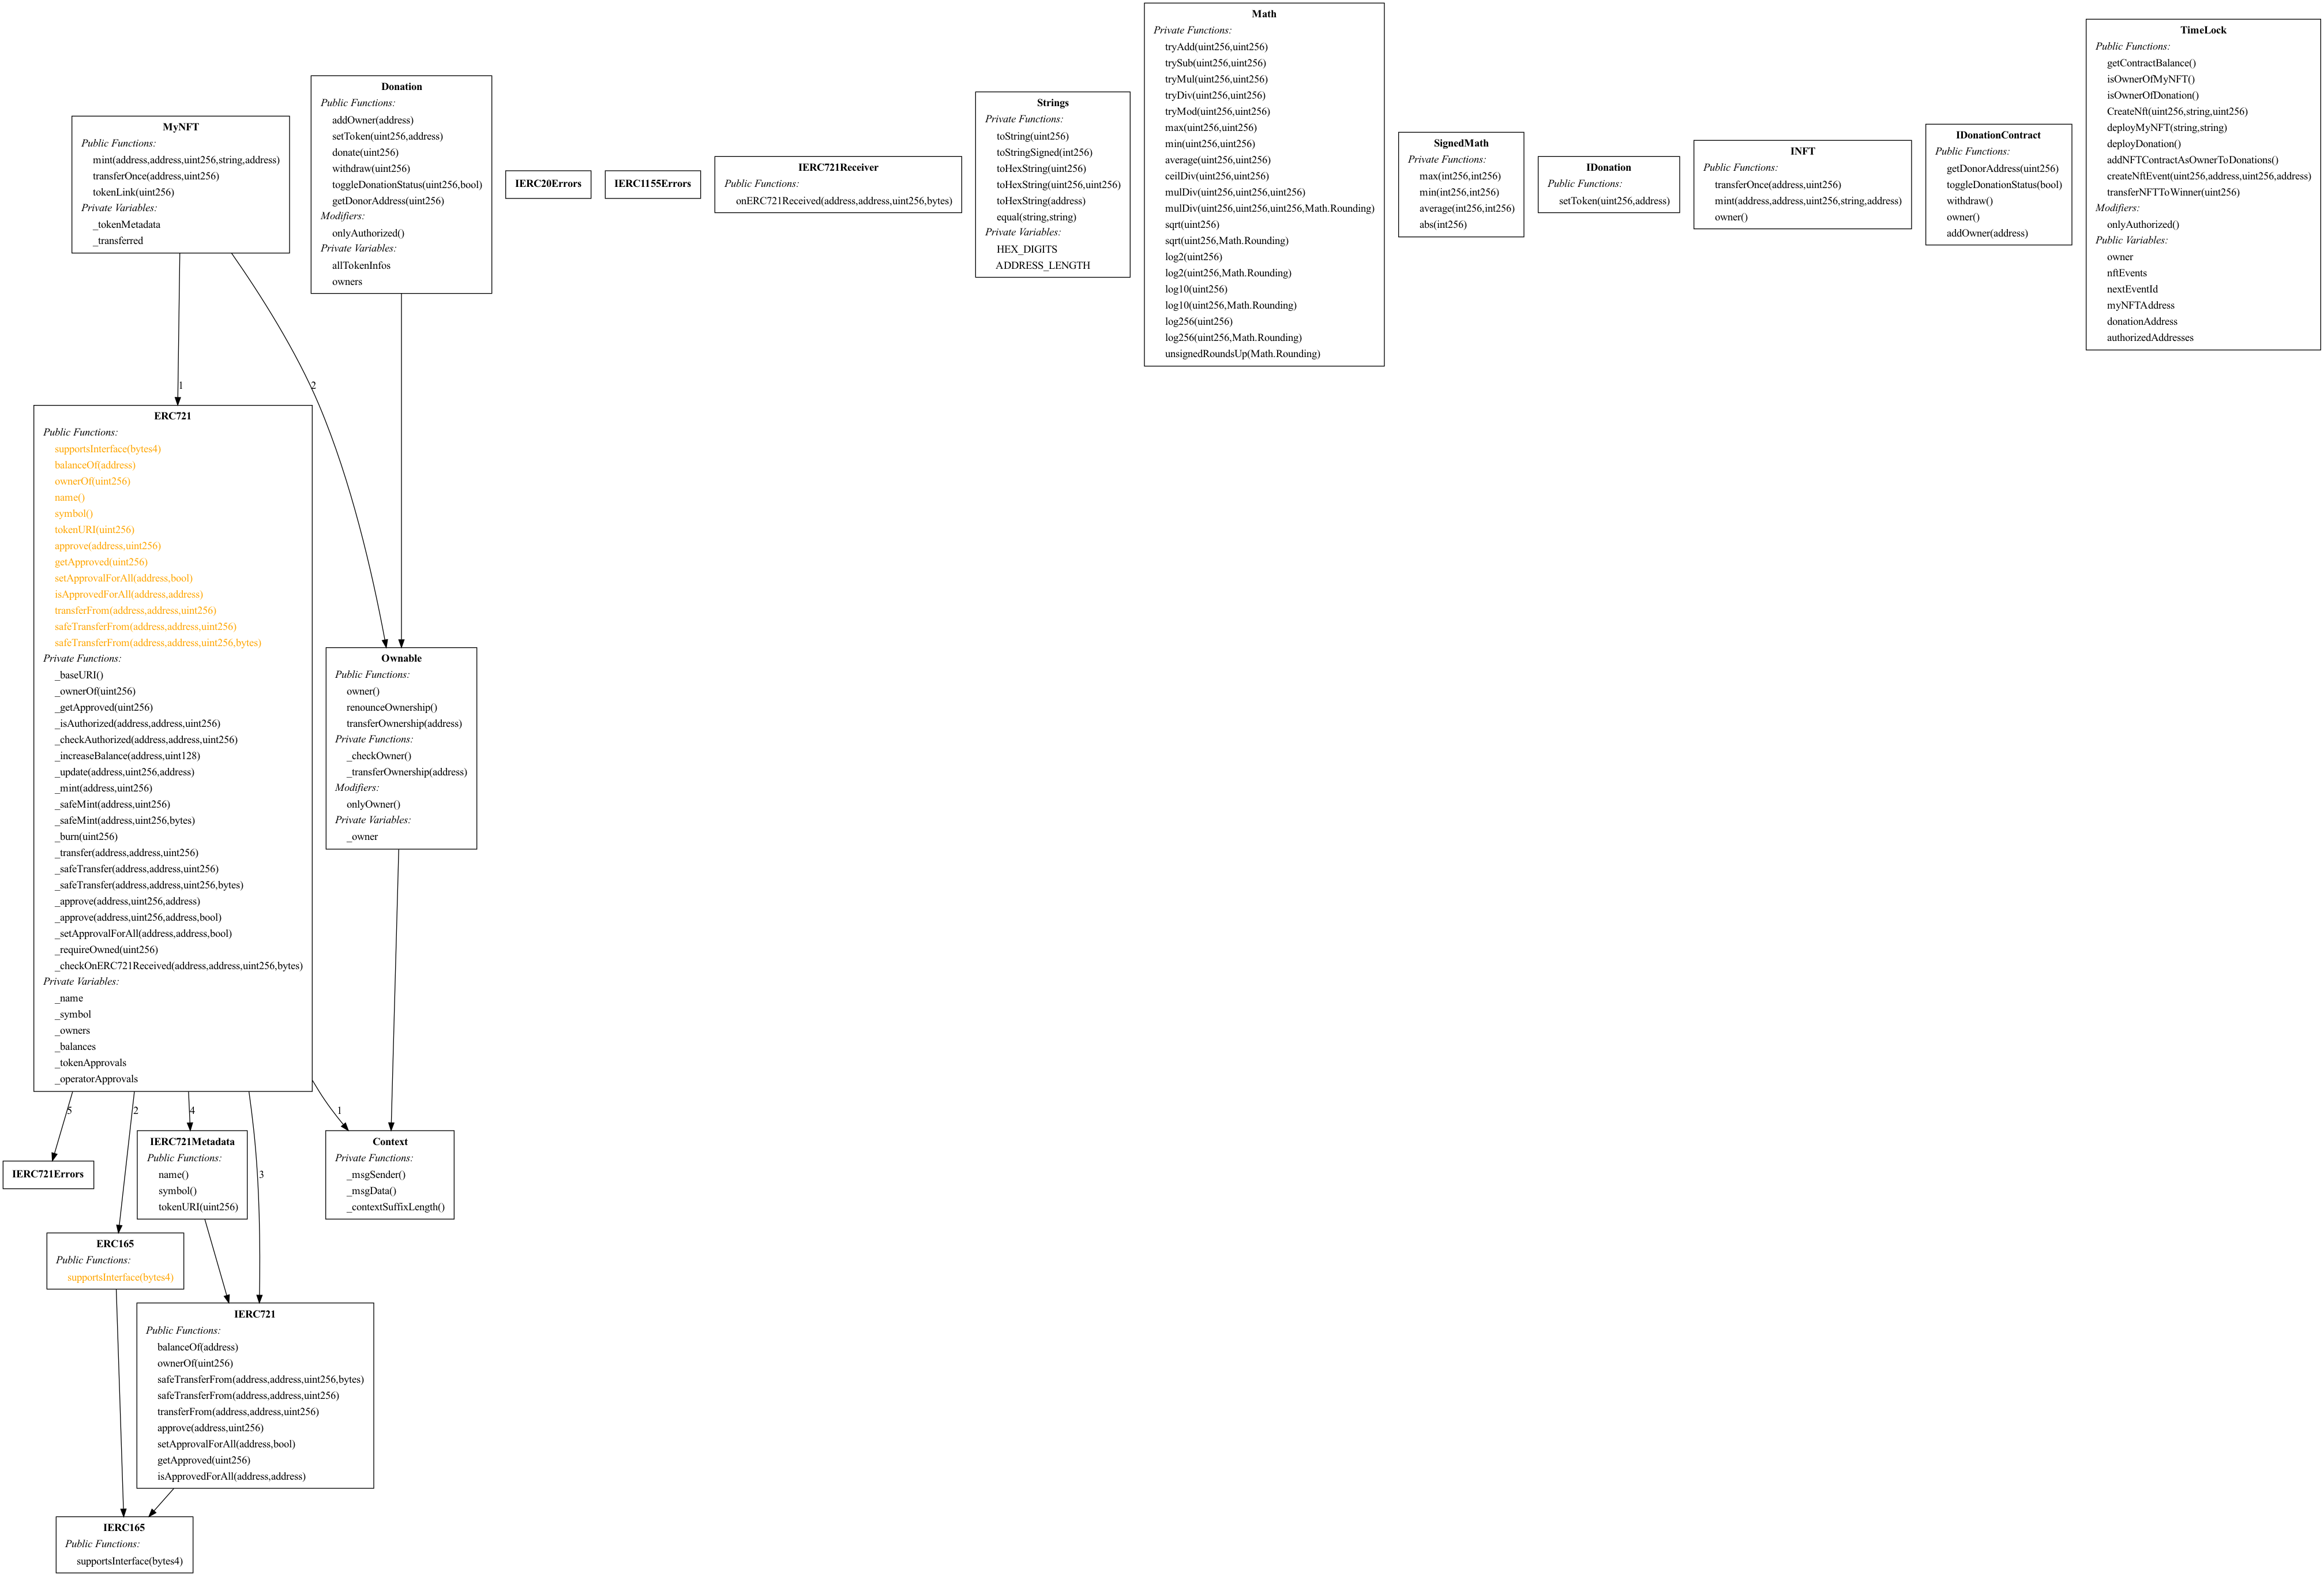 MyNFT
Public Functions:
mint(address,address,uint256,string,address)
transferOnce(address,uint256)
tokenLink(uint256)
Private Variables:
_tokenMetadata
_transferred
Donation
Public Functions:
addOwner(address)
setToken(uint256,address)
donate(uint256)
withdraw(uint256)
toggleDonationStatus(uint256,bool)
getDonorAddress(uint256)
Modifiers:
onlyAuthorized()
Private Variables:
allTokenInfos
owners
IERC20Errors
IERC1155Errors
IERC721Receiver
Public Functions:
onERC721Received(address,address,uint256,bytes)
Strings
Private Functions:
toString(uint256)
toStringSigned(int256)
toHexString(uint256)
toHexString(uint256,uint256)
toHexString(address)
equal(string,string)
Private Variables:
HEX_DIGITS
ADDRESS_LENGTH
Math
Private Functions:
tryAdd(uint256,uint256)
trySub(uint256,uint256)
tryMul(uint256,uint256)
tryDiv(uint256,uint256)
tryMod(uint256,uint256)
max(uint256,uint256)
min(uint256,uint256)
average(uint256,uint256)
ceilDiv(uint256,uint256)
mulDiv(uint256,uint256,uint256)
mulDiv(uint256,uint256,uint256,Math.Rounding)
sqrt(uint256)
sqrt(uint256,Math.Rounding)
log2(uint256)
log2(uint256,Math.Rounding)
log10(uint256)
log10(uint256,Math.Rounding)
log256(uint256)
log256(uint256,Math.Rounding)
unsignedRoundsUp(Math.Rounding)
SignedMath
Private Functions:
max(int256,int256)
min(int256,int256)
average(int256,int256)
abs(int256)
IDonation
Public Functions:
setToken(uint256,address)
INFT
Public Functions:
transferOnce(address,uint256)
mint(address,address,uint256,string,address)
owner()
IDonationContract
Public Functions:
getDonorAddress(uint256)
toggleDonationStatus(bool)
withdraw()
owner()
addOwner(address)
TimeLock
Public Functions:
getContractBalance()
isOwnerOfMyNFT()
isOwnerOfDonation()
CreateNft(uint256,string,uint256)
deployMyNFT(string,string)
deployDonation()
addNFTContractAsOwnerToDonations()
createNftEvent(uint256,address,uint256,address)
transferNFTToWinner(uint256)
Modifiers:
onlyAuthorized()
Public Variables:
owner
nftEvents
nextEventId
myNFTAddress
donationAddress
authorizedAddresses
1
2
ERC721
Public Functions:
supportsInterface(bytes4)
balanceOf(address)
ownerOf(uint256)
name()
symbol()
tokenURI(uint256)
approve(address,uint256)
getApproved(uint256)
setApprovalForAll(address,bool)
isApprovedForAll(address,address)
transferFrom(address,address,uint256)
safeTransferFrom(address,address,uint256)
safeTransferFrom(address,address,uint256,bytes)
Private Functions:
_baseURI()
_ownerOf(uint256)
_getApproved(uint256)
_isAuthorized(address,address,uint256)
_checkAuthorized(address,address,uint256)
_increaseBalance(address,uint128)
_update(address,uint256,address)
_mint(address,uint256)
_safeMint(address,uint256)
_safeMint(address,uint256,bytes)
_burn(uint256)
_transfer(address,address,uint256)
_safeTransfer(address,address,uint256)
_safeTransfer(address,address,uint256,bytes)
_approve(address,uint256,address)
_approve(address,uint256,address,bool)
_setApprovalForAll(address,address,bool)
_requireOwned(uint256)
_checkOnERC721Received(address,address,uint256,bytes)
Private Variables:
_name
_symbol
_owners
_balances
_tokenApprovals
_operatorApprovals
Ownable
Public Functions:
owner()
renounceOwnership()
transferOwnership(address)
Private Functions:
_checkOwner()
_transferOwnership(address)
Modifiers:
onlyOwner()
Private Variables:
_owner
5
2
4
1
3
IERC721Errors
IERC721Metadata
Public Functions:
name()
symbol()
tokenURI(uint256)
Context
Private Functions:
_msgSender()
_msgData()
_contextSuffixLength()
ERC165
Public Functions:
supportsInterface(bytes4)
IERC721
Public Functions:
balanceOf(address)
ownerOf(uint256)
safeTransferFrom(address,address,uint256,bytes)
safeTransferFrom(address,address,uint256)
transferFrom(address,address,uint256)
approve(address,uint256)
setApprovalForAll(address,bool)
getApproved(uint256)
isApprovedForAll(address,address)
IERC165
Public Functions:
supportsInterface(bytes4)